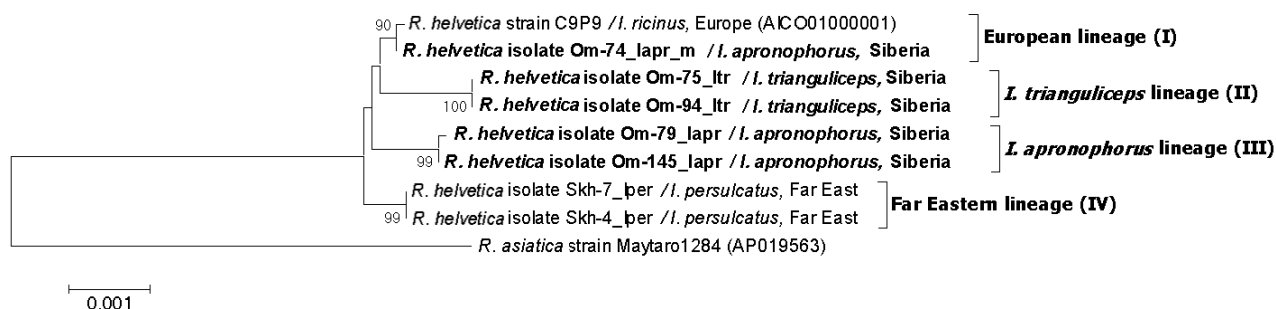 90
R. helvetica strain C9P9 / I. ricinus, Europe (AICO01000001)
R. helvetica isolate Om-74_Iapr_m / I. apronophorus, Siberia
European lineage (I)
R. helvetica isolate Om-75_Itr / I. trianguliceps, Siberia
100
R. helvetica isolate Om-94_Itr / I. trianguliceps, Siberia
I. trianguliceps lineage (II)
R. helvetica isolate Om-79_Iapr / I. apronophorus, Siberia
99
R. helvetica isolate Om-145_Iapr / I. apronophorus, Siberia
I. apronophorus lineage (III)
R. helvetica isolate Skh-7_Iper / I. persulcatus, Far East
99
R. helvetica isolate Skh-4_Iper / I. persulcatus, Far East
Far Eastern lineage (IV)
R. asiatica strain Maytaro1284 (AP019563)
0.001